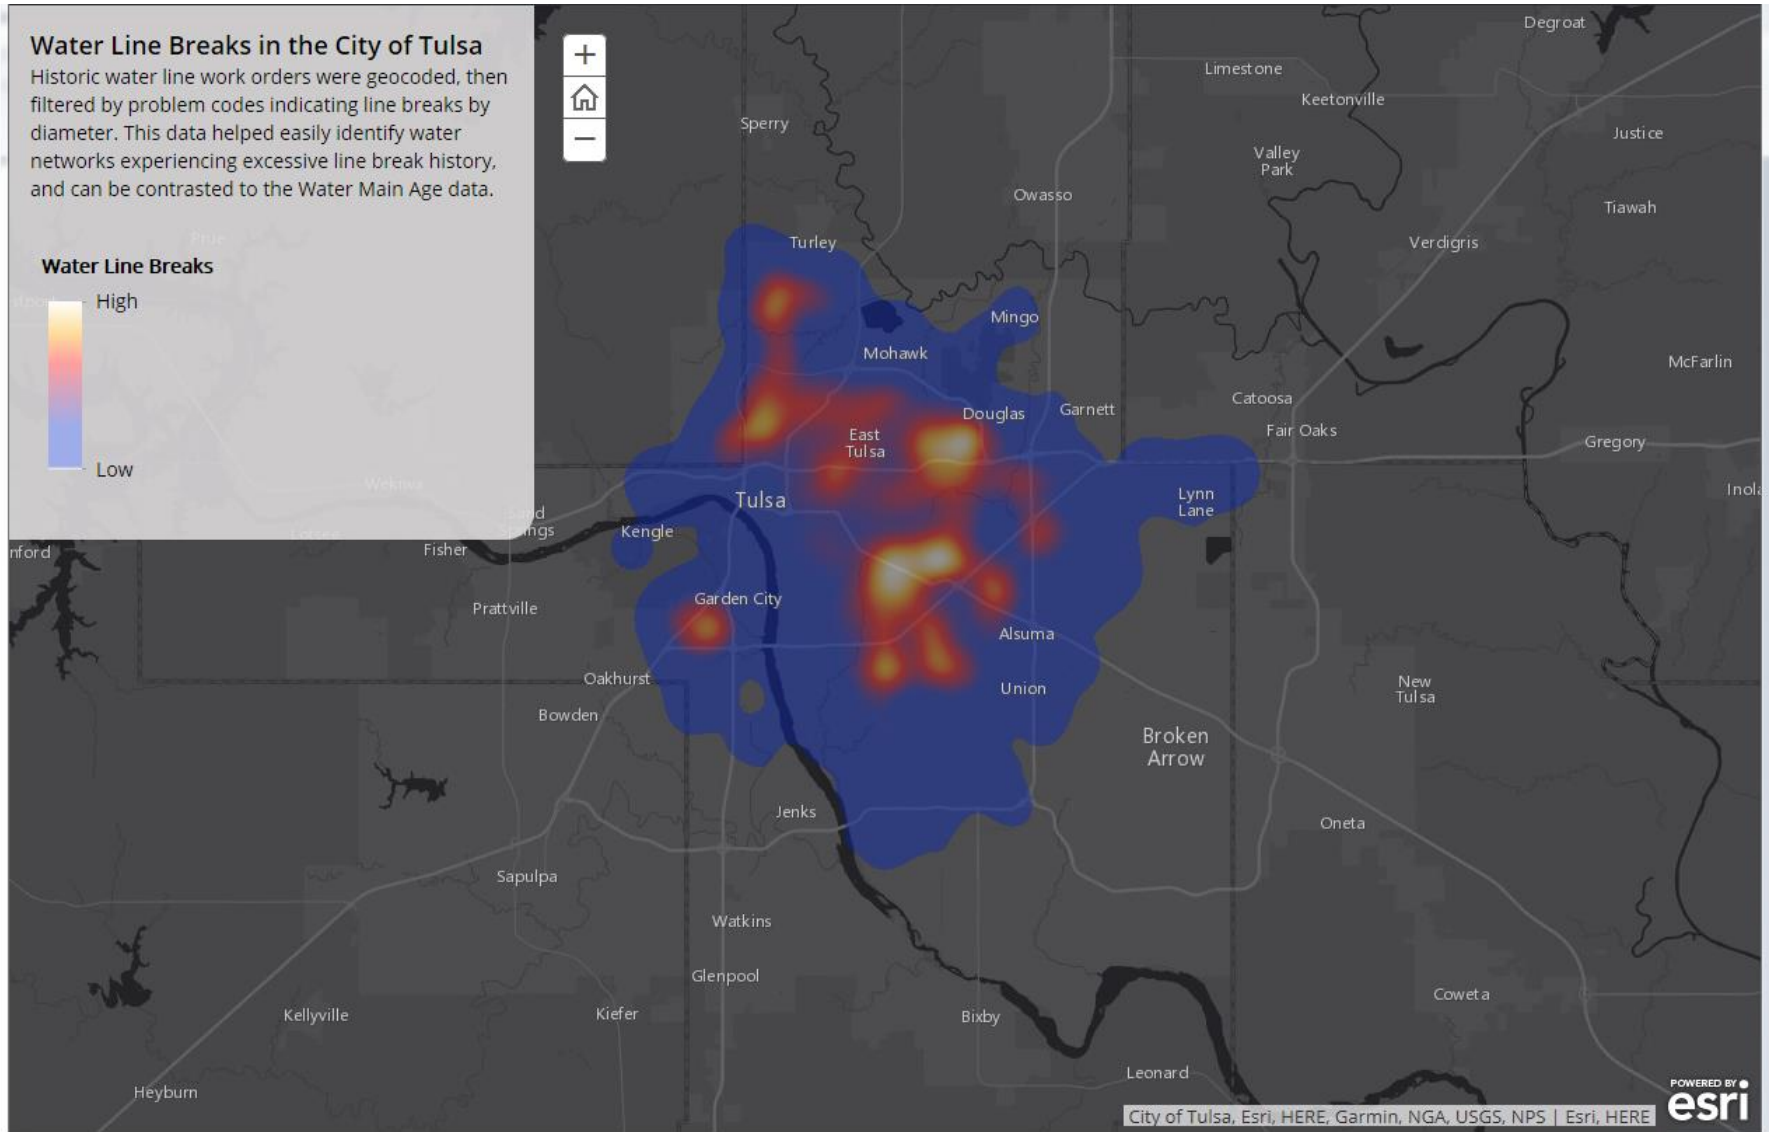 Water Line Breaks in the City of Tulsa
Historic water line work orders were geocoded, then
filtered by problem codes indicating line breaks by
diameter. This data helped easily identify water
networks experiencing excessive line break history,
and can be contrasted to the Water Main Age data.
Prue
Water Line Breaks
High
Low
+
−
Degroat
Limestone
Keetonville
Sperry
Justice
Valley
Park
Owasso
Tiawah
Turley
Verdigris
Mingo
Mohawk
McFarlin
Catoosa
Douglas
Garnett
Fair Oaks
East
Tulsa
Gregory
Wekiwa
Tulsa
Lynn
Lane
Inola
Sand
Springs
Kengle
Fisher
nford
Garden City
Prattville
Alsuma
Oakhurst
Union
New
Tulsa
Bowden
Broken
Arrow
Jenks
Oneta
Sapulpa
Watkins
Glenpool
Coweta
Kellyville
Kiefer
Bixby
Leonard
Heyburn
POWERED BY
esri
City of Tulsa, Esri, HERE, Garmin, NGA, USGS, NPS | Esri, HERE